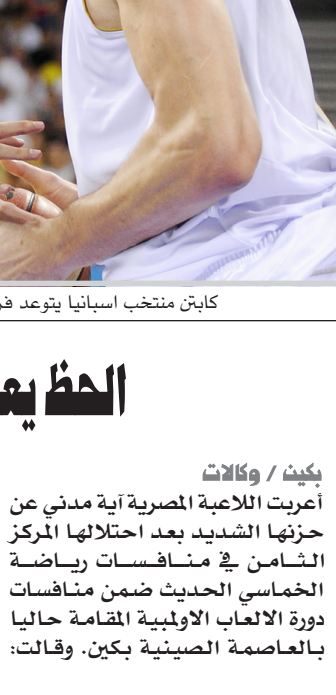 كابتن منتخب اسبانيا يتوعد
الحظ
بكين / وكالات
أعربت اللاعبة المصرية آية مدني عن
حزنها الشديد بعد احتلالها المركز
الثامن في منافسات رياضة
الخماسي الحديث ضمن منافسات
دورة الالعاب الاولمبية المقامة حاليا
بالعاصمة الصينية بكين. وقالت: